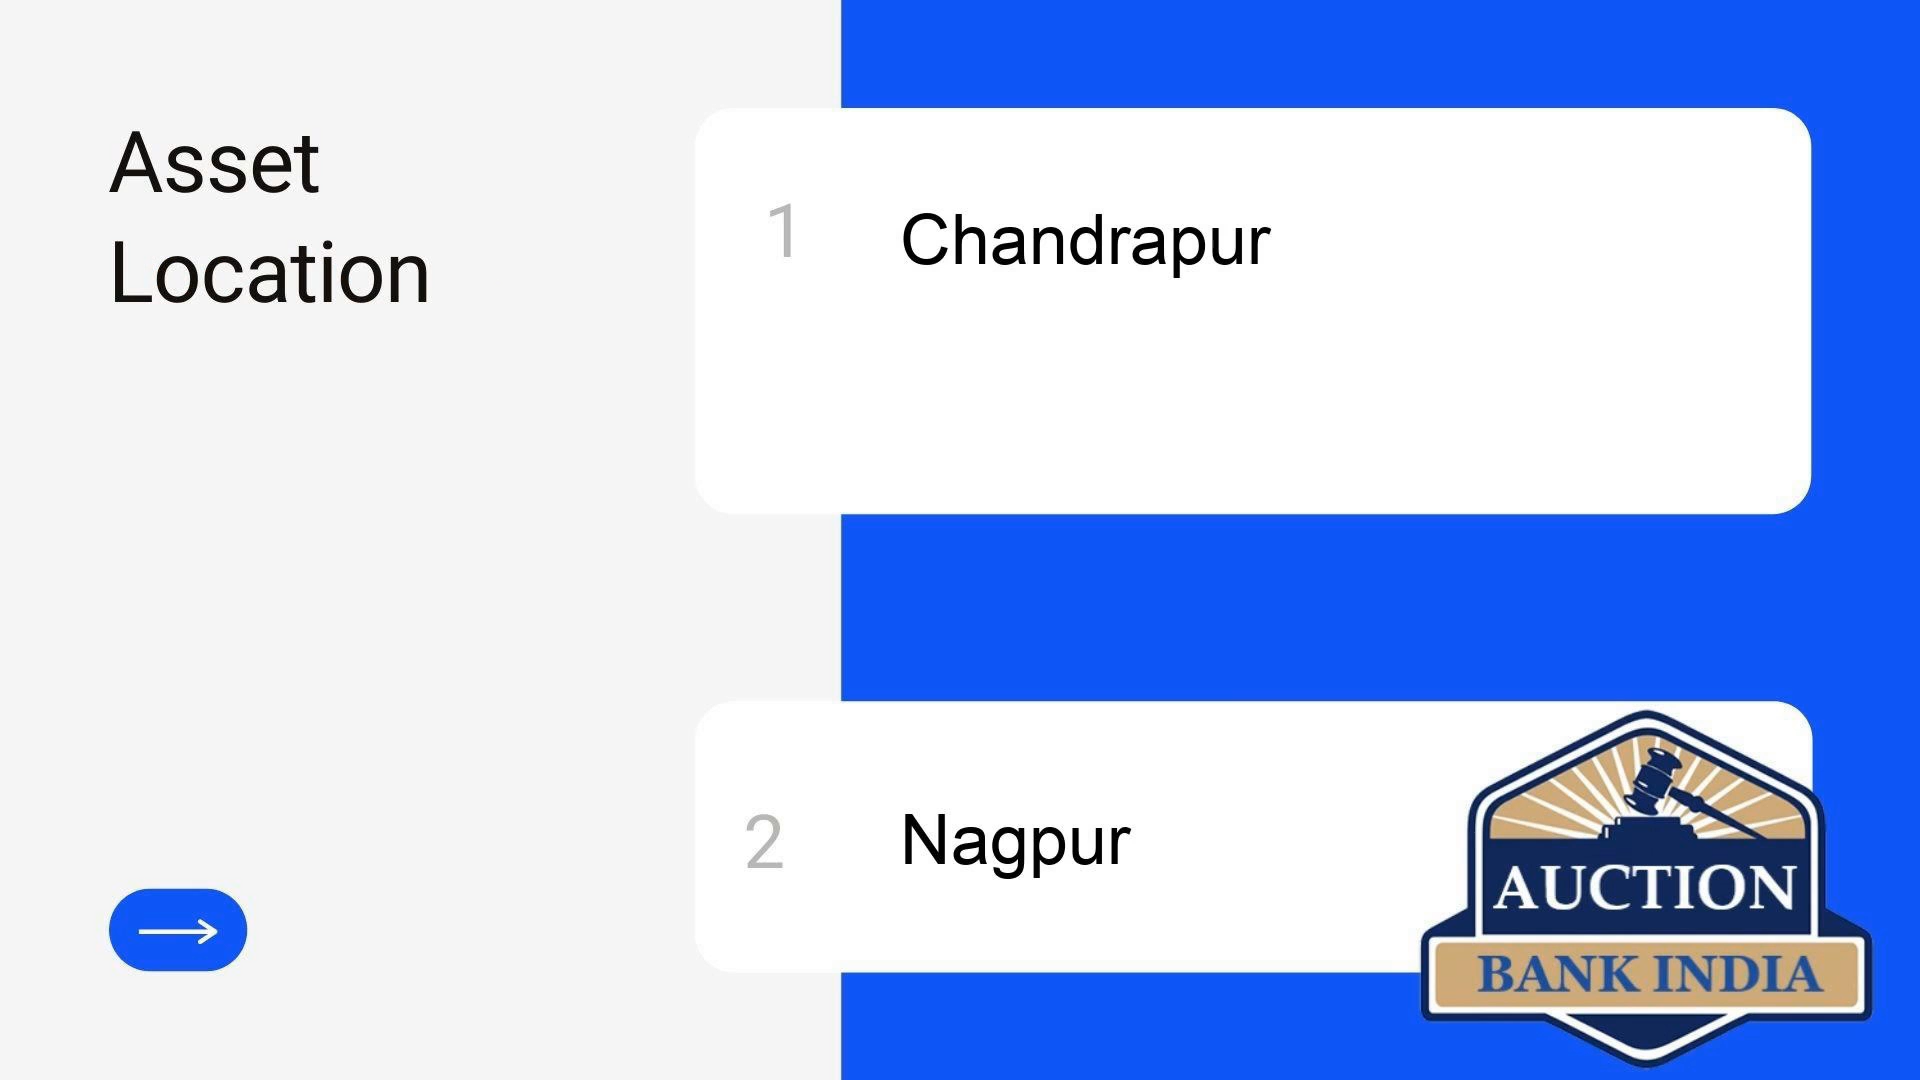 Asset
Location
1
Chandrapur
2
Nagpur
AUCTION
BANK INDIA